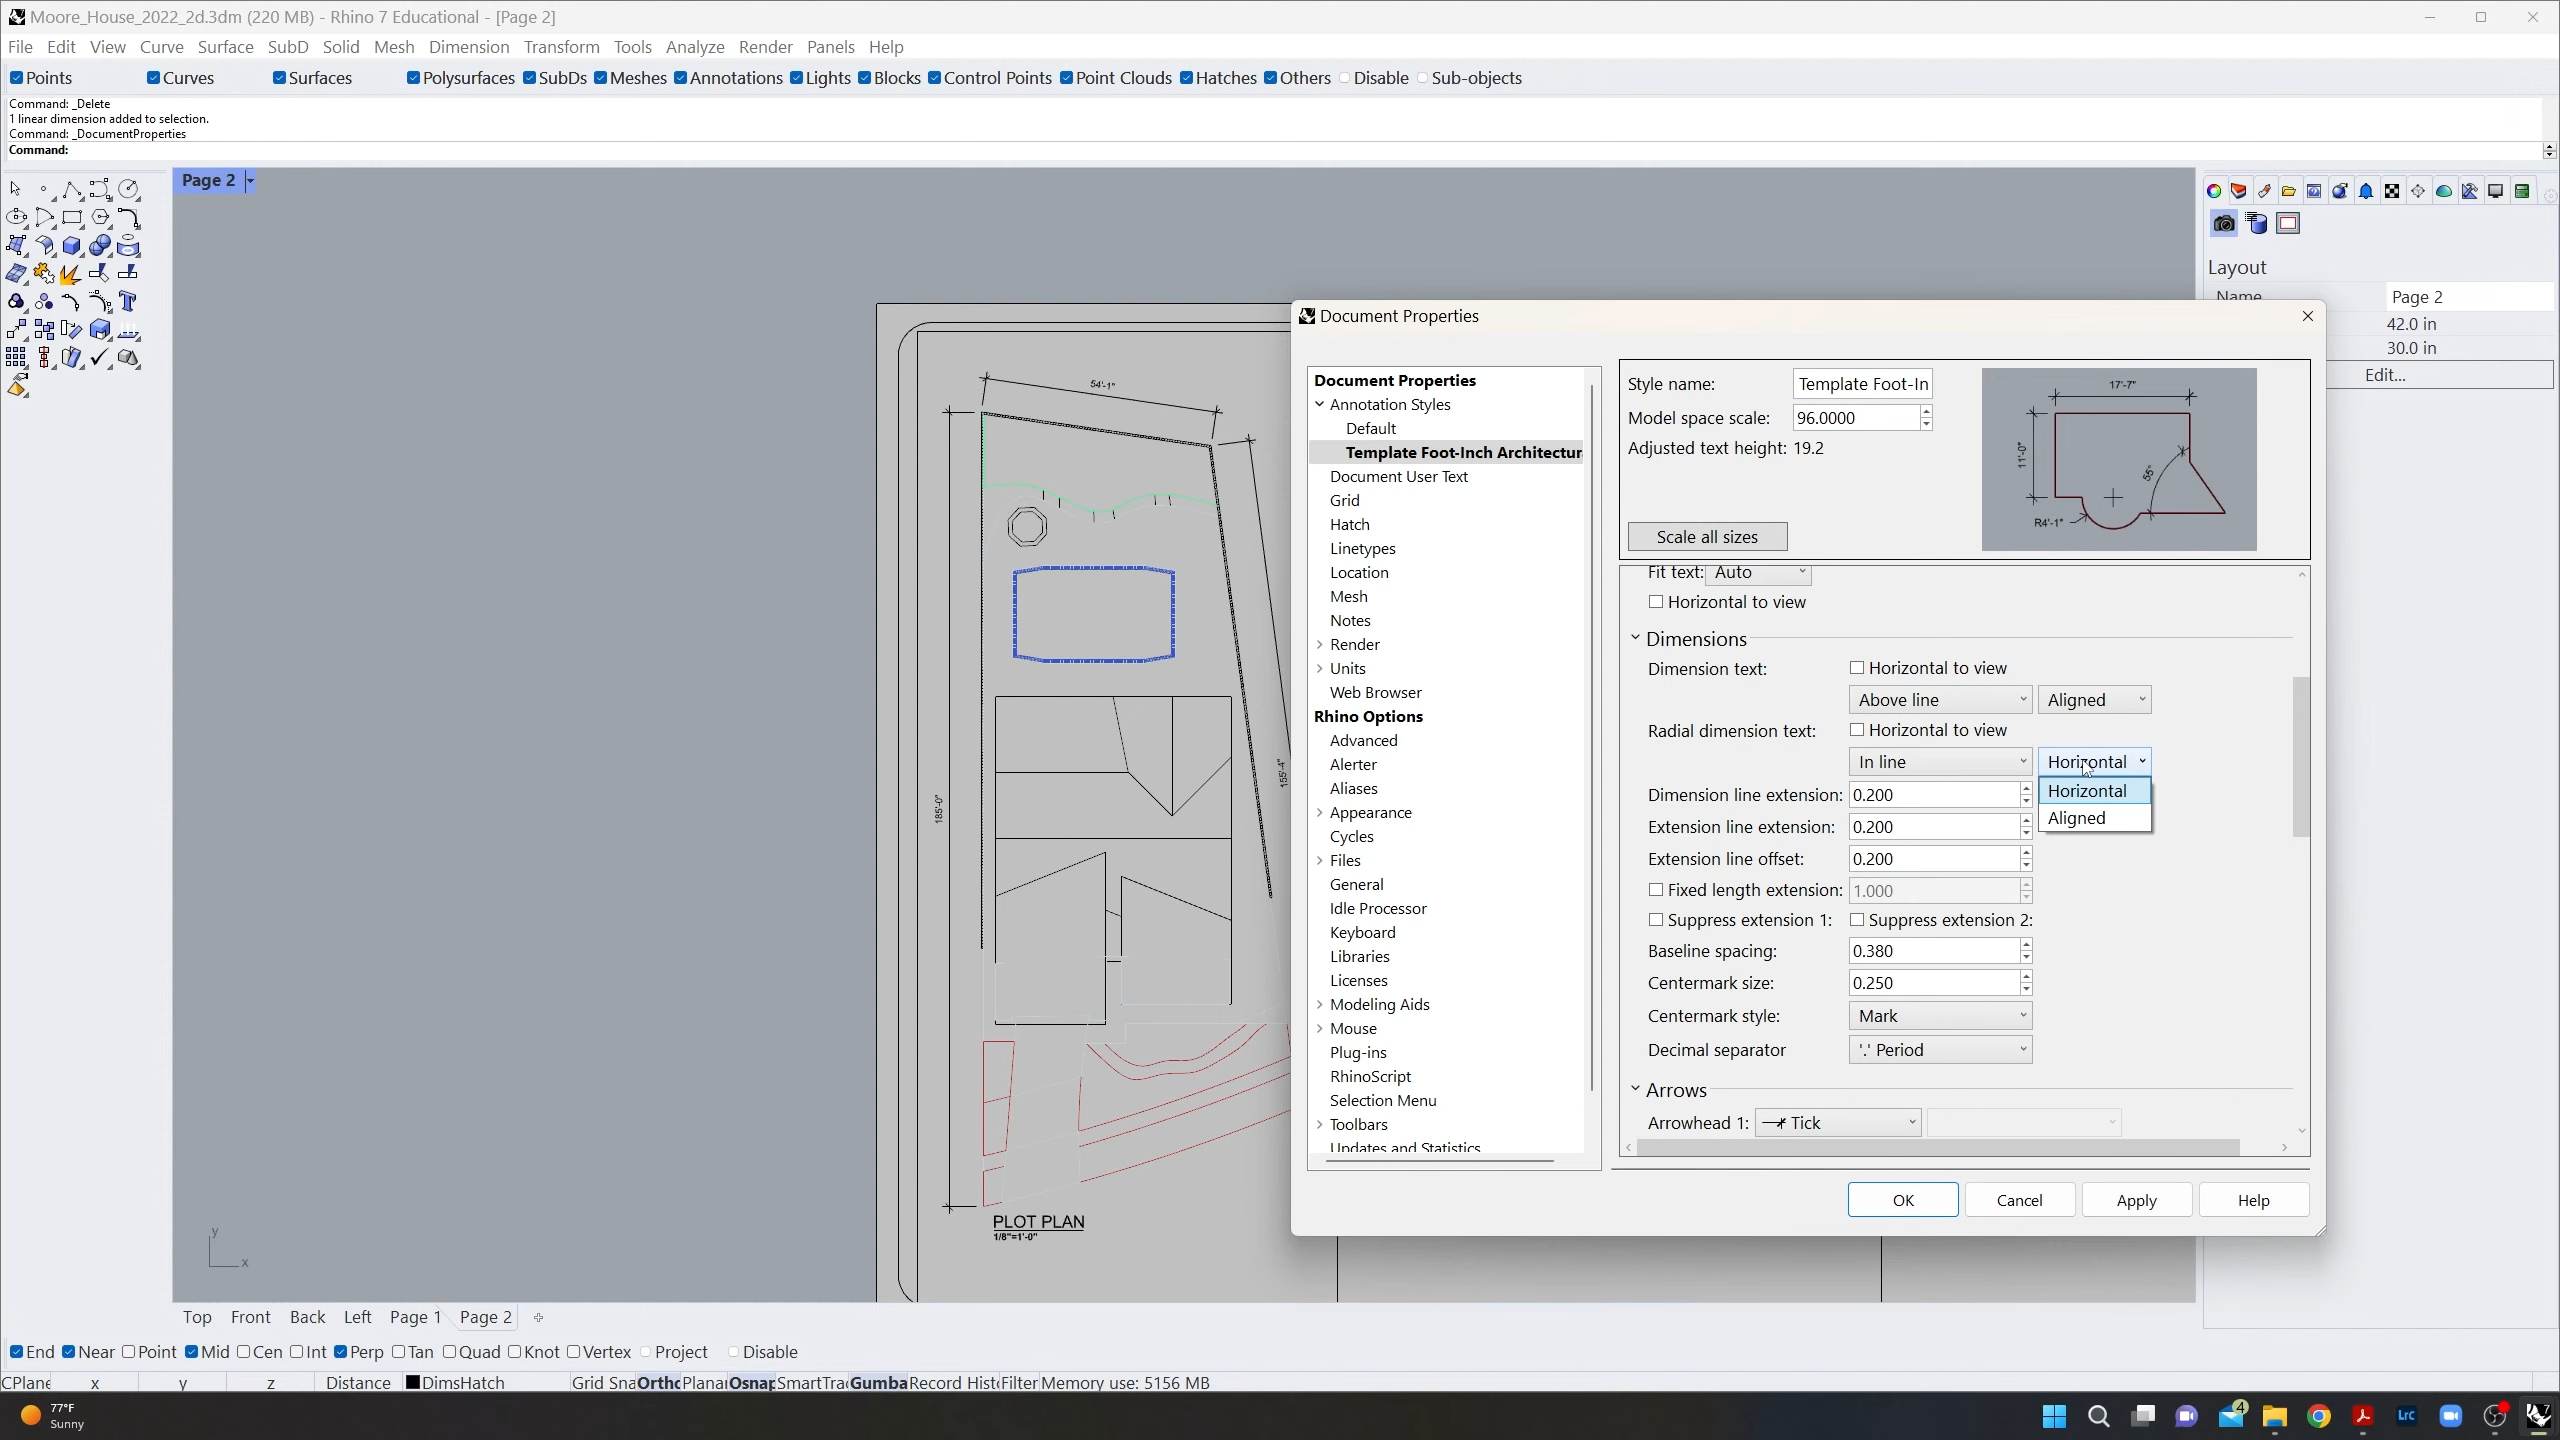 Moore_House_2022_2d.3dm (220 MB) - Rhino 7 Educational - [Page 2]
File Edit View Curve Surface SubD Solid Mesh Dimension Transform Tools Analyze Render Panels Help
Points Curves Surfaces Polysurfaces SubDs Meshes Annotations Lights Blocks Control Points Point Clouds Hatches Others Disable Sub-objects
Command: _Delete
1 linear dimension added to selection.
Command: _DocumentProperties
Command:
Page 2
Layout
Name Page 2
42.0 in
30.0 in
Edit...
54'-1"
185'-0"
155'-4"
PLOT PLAN
1/8"=1'-0"
y
x
Document Properties
Document Properties
Annotation Styles
Default
Template Foot-Inch Architectur
Document User Text
Grid
Hatch
Linetypes
Location
Mesh
Notes
Render
Units
Web Browser
Rhino Options
Advanced
Alerter
Aliases
Appearance
Cycles
Files
General
Idle Processor
Keyboard
Libraries
Licenses
Modeling Aids
Mouse
Plug-ins
RhinoScript
Selection Menu
Toolbars
Updates and Statistics
Style name: Template Foot-In
Model space scale: 96.0000
Adjusted text height: 19.2
Scale all sizes
17'-7"
11'-0"
55°
R4'-1"
Fit text: Auto
Horizontal to view
Dimensions
Dimension text: Horizontal to view
Above line Aligned
Radial dimension text: Horizontal to view
In line Horizontal
Horizontal
Aligned
Dimension line extension: 0.200
Extension line extension: 0.200
Extension line offset: 0.200
Fixed length extension: 1.000
Suppress extension 1: Suppress extension 2:
Baseline spacing: 0.380
Centermark size: 0.250
Centermark style: Mark
Decimal separator '.' Period
Arrows
Arrowhead 1: Tick
OK Cancel Apply Help
Top Front Back Left Page 1 Page 2
End Near Point Mid Cen Int Perp Tan Quad Knot Vertex Project Disable
CPlane x y z Distance DimsHatch Grid Sna Ortho Planar Osnap SmartTra Gumba Record Histo Filter Memory use: 5156 MB
77°F
Sunny
4
Lrc